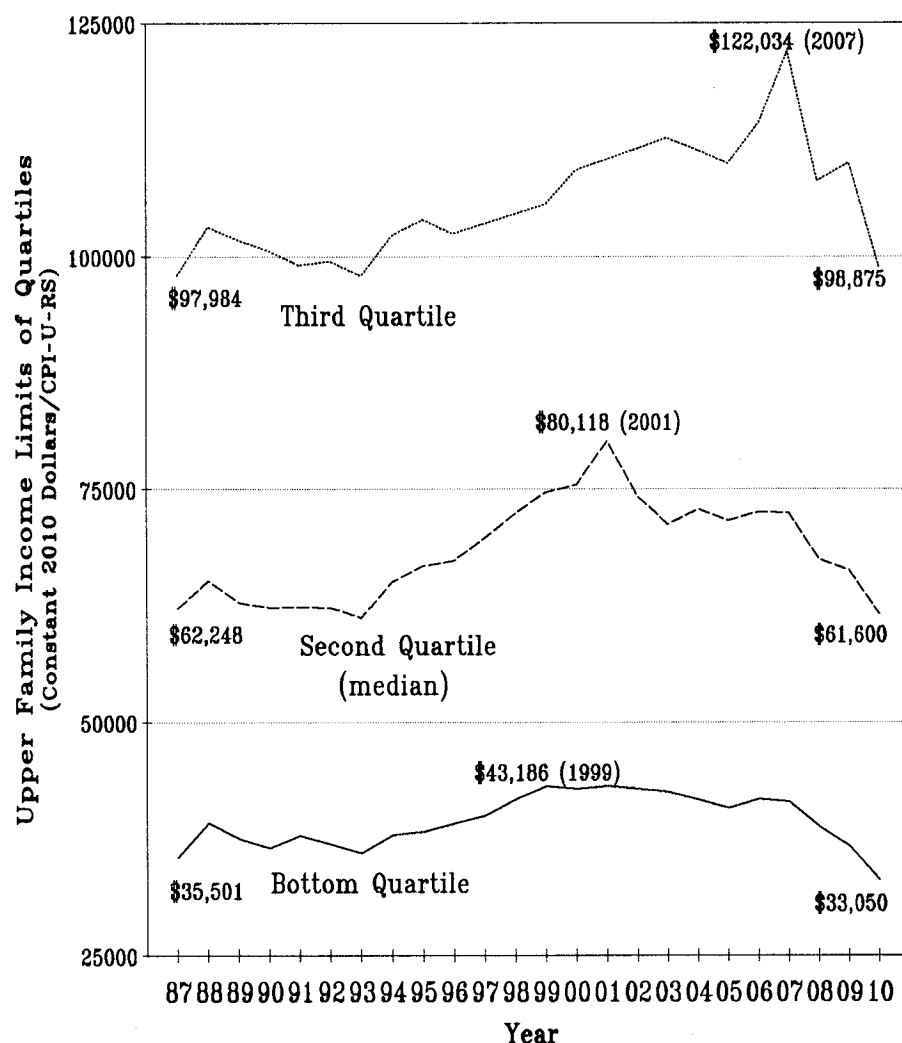 Upper Family Income Limits of Quartiles
(Constant 2010 Dollars/CPI-U-RS)
125000
$122,034 (2007)
100000
$97,984
$98,875
Third Quartile
$80,118 (2001)
75000
$62,248
$61,600
Second Quartile
(median)
50000
$43,186 (1999)
$35,501
Bottom Quartile
$33,050
25000
87 88 89 90 91 92 93 94 95 96 97 98 99 00 01 02 03 04 05 06 07 08 09 10
Year